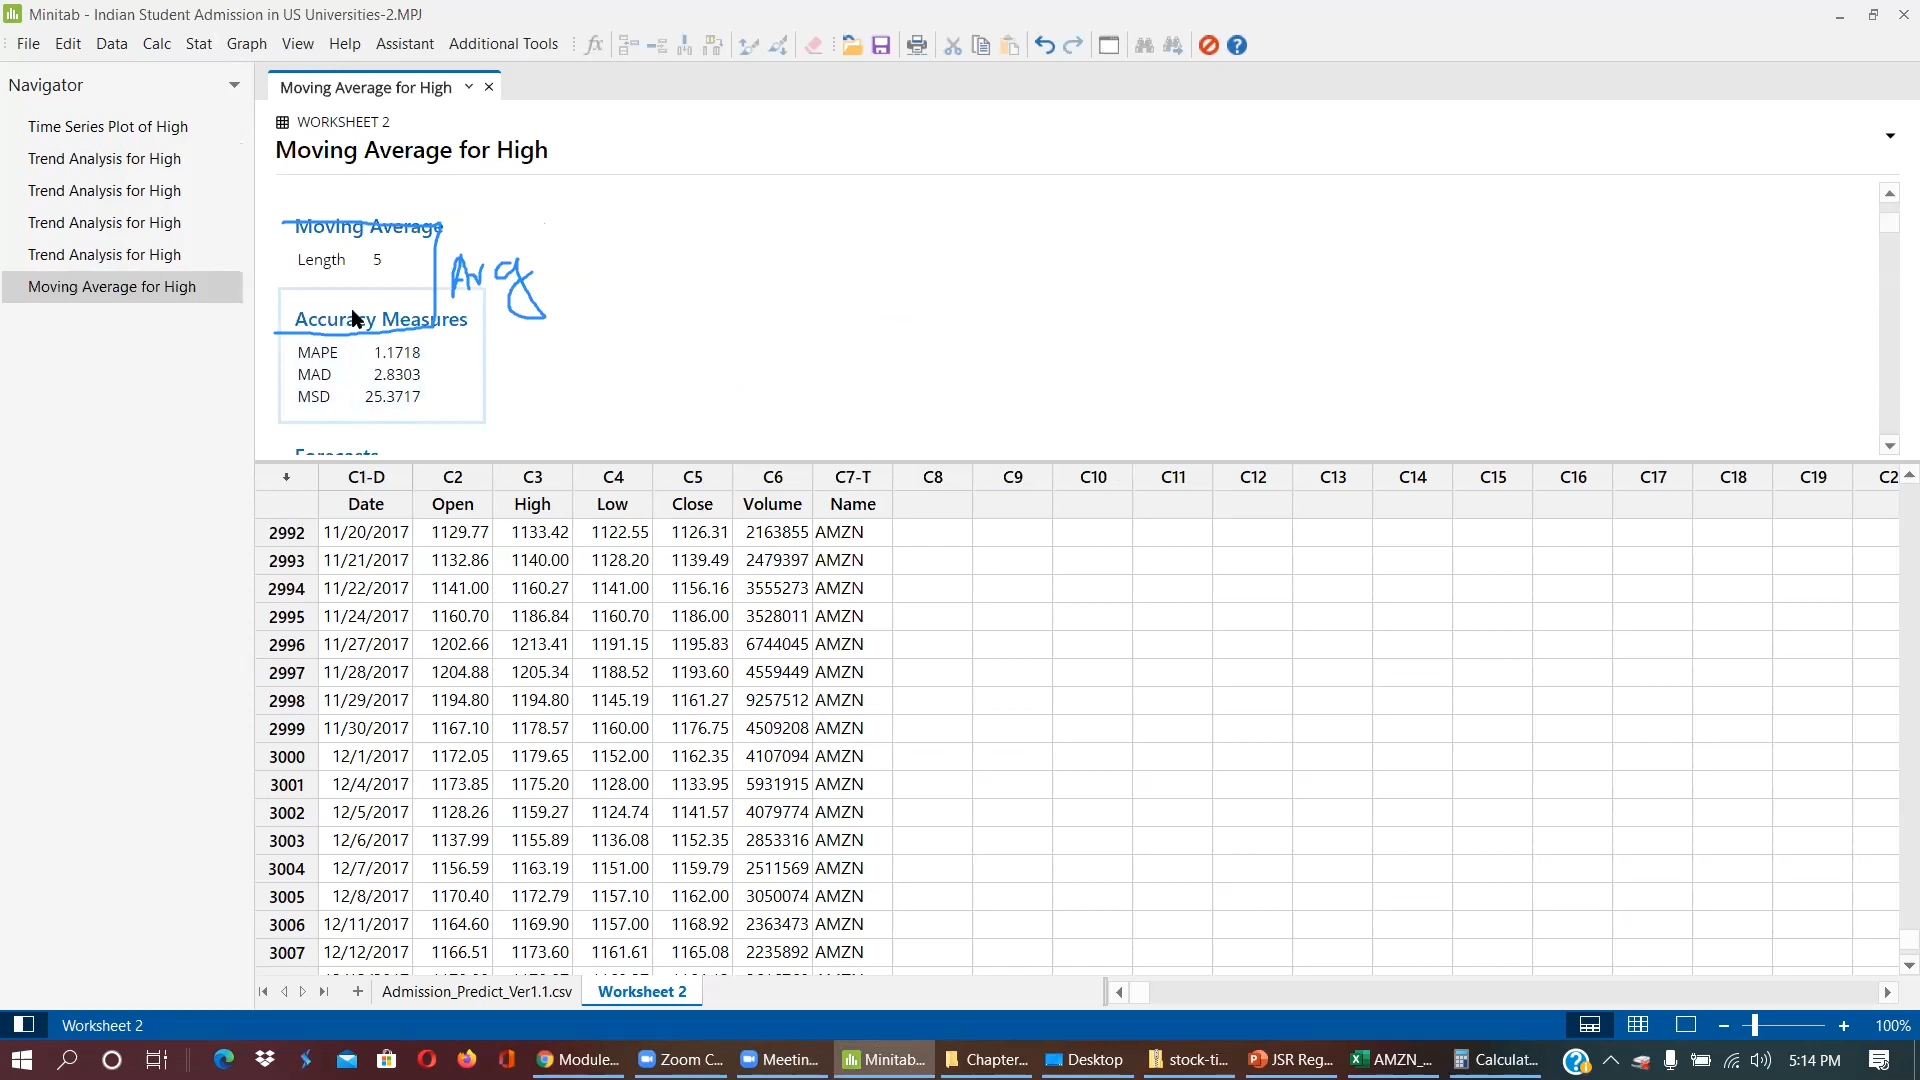 Minitab - Indian Student Admission in US Universities-2.MPJ
File Edit Data Calc Stat Graph View Help Assistant Additional Tools
Navigator
Time Series Plot of High
Trend Analysis for High
Trend Analysis for High
Trend Analysis for High
Trend Analysis for High
Moving Average for High
Moving Average for High
WORKSHEET 2
Moving Average for High
Moving Average
Length 5
Avg
Accuracy Measures
MAPE 1.1718
MAD 2.8303
MSD 25.3717
Forecasts
C1-D C2 C3 C4 C5 C6 C7-T C8 C9 C10 C11 C12 C13 C14 C15 C16 C17 C18 C19 C2
Date Open High Low Close Volume Name
2992 11/20/2017 1129.77 1133.42 1122.55 1126.31 2163855 AMZN
2993 11/21/2017 1132.86 1140.00 1128.20 1139.49 2479397 AMZN
2994 11/22/2017 1141.00 1160.27 1141.00 1156.16 3555273 AMZN
2995 11/24/2017 1160.70 1186.84 1160.70 1186.00 3528011 AMZN
2996 11/27/2017 1202.66 1213.41 1191.15 1195.83 6744045 AMZN
2997 11/28/2017 1204.88 1205.34 1188.52 1193.60 4559449 AMZN
2998 11/29/2017 1194.80 1194.80 1145.19 1161.27 9257512 AMZN
2999 11/30/2017 1167.10 1178.57 1160.00 1176.75 4509208 AMZN
3000 12/1/2017 1172.05 1179.65 1152.00 1162.35 4107094 AMZN
3001 12/4/2017 1173.85 1175.20 1128.00 1133.95 5931915 AMZN
3002 12/5/2017 1128.26 1159.27 1124.74 1141.57 4079774 AMZN
3003 12/6/2017 1137.99 1155.89 1136.08 1152.35 2853316 AMZN
3004 12/7/2017 1156.59 1163.19 1151.00 1159.79 2511569 AMZN
3005 12/8/2017 1170.40 1172.79 1157.10 1162.00 3050074 AMZN
3006 12/11/2017 1164.60 1169.90 1157.00 1168.92 2363473 AMZN
3007 12/12/2017 1166.51 1173.60 1161.61 1165.08 2235892 AMZN
Admission_Predict_Ver1.1.csv Worksheet 2
Worksheet 2 100%
Module... Zoom C... Meetin... Minitab... Chapter... Desktop stock-ti... JSR Reg... AMZN_... Calculat... 5:14 PM